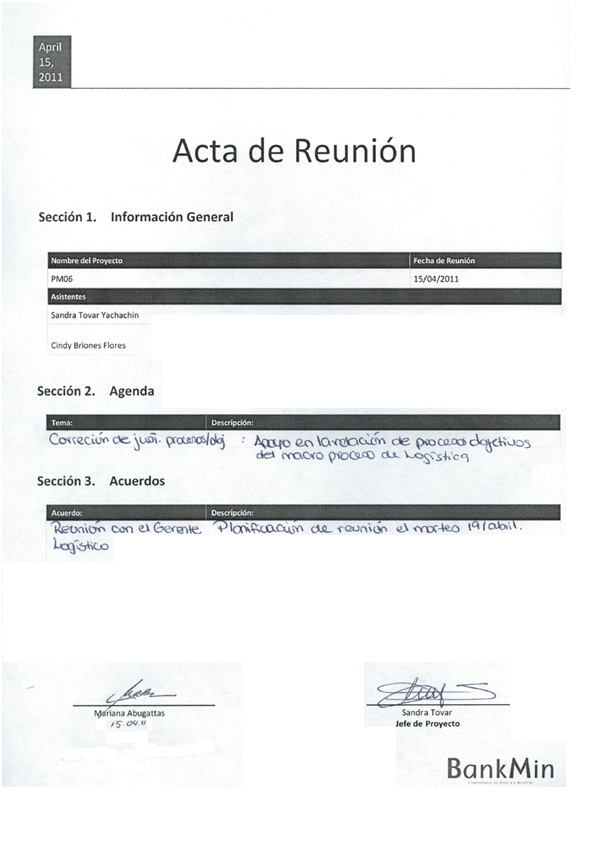 April
15,
2011
Acta de Reunión
Sección 1. Información General
Nombre del Proyecto Fecha de Reunión
PM06 15/04/2011
Asistentes
Sandra Tovar Yachachin
Cindy Briones Flores
Sección 2. Agenda
Tema: Descripción:
Correción de just. procesos/obj : Apoyo en la relación de procesos objetivos
del macro proceso de Logística
Sección 3. Acuerdos
Acuerdo: Descripción:
Reunión con el Gerente Planificación de reunión el martes 19/abril.
Logístico
Mariana Abugattas
15.04.11
Sandra Tovar
Jefe de Proyecto
BankMin